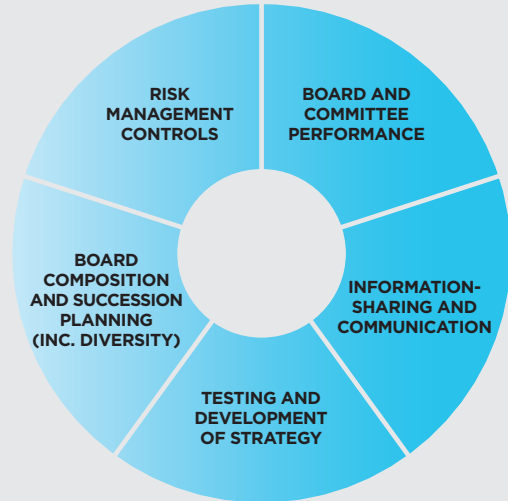 RISK
MANAGEMENT
CONTROLS
BOARD AND
COMMITTEE
PERFORMANCE
INFORMATION-
SHARING AND
COMMUNICATION
TESTING AND
DEVELOPMENT
OF STRATEGY
BOARD
COMPOSITION
AND SUCCESSION
PLANNING
(INC. DIVERSITY)